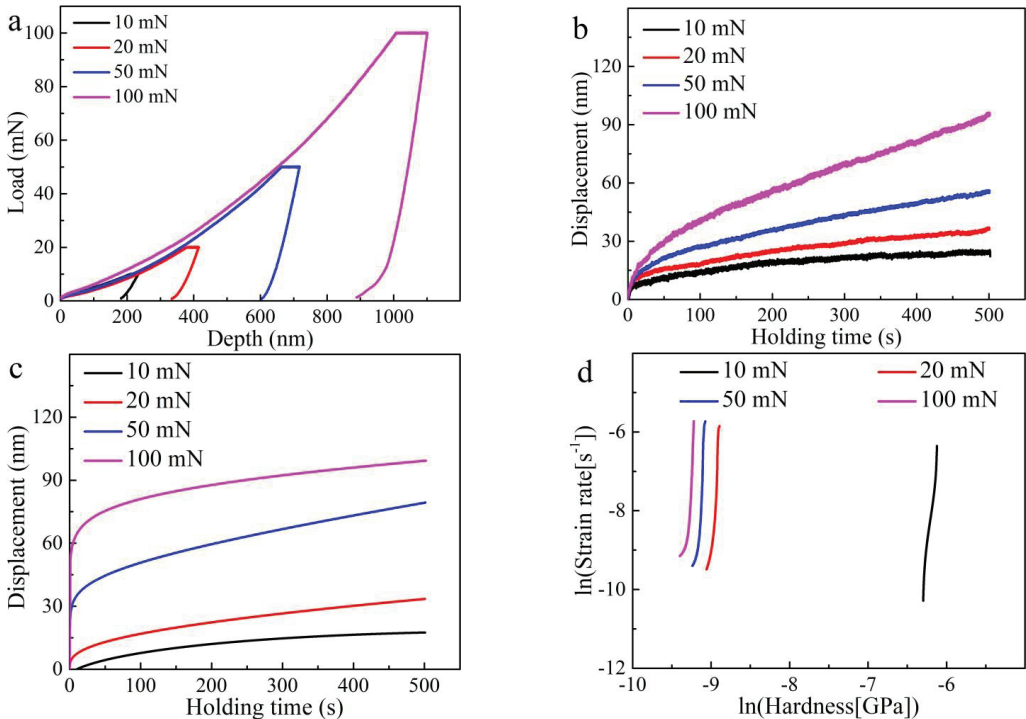 a
10 mN
20 mN
50 mN
100 mN
Load (mN)
100
80
60
40
20
0
0 200 400 600 800 1000
Depth (nm)
b
10 mN
20 mN
50 mN
100 mN
Displacement (nm)
120
90
60
30
0
0 100 200 300 400 500
Holding time (s)
c
10 mN
20 mN
50 mN
100 mN
Displacement (nm)
120
90
60
30
0
0 100 200 300 400 500
Holding time (s)
d
10 mN 20 mN
50 mN 100 mN
ln(Strain rate[s⁻¹])
-6
-8
-10
-12
-10 -9 -8 -7 -6
ln(Hardness[GPa])